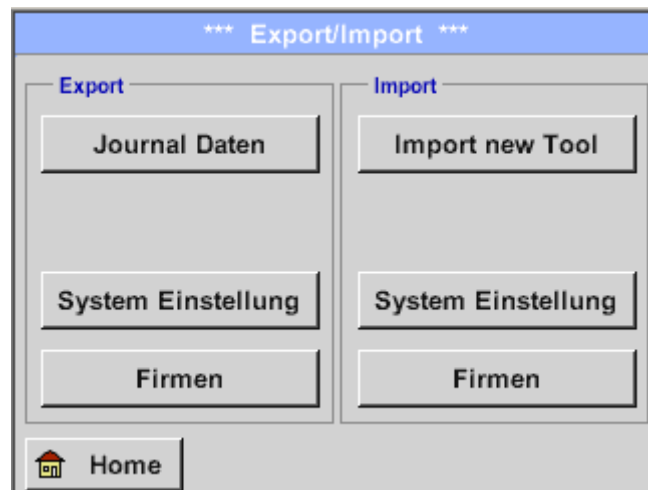 *** Export/Import ***
Export
Journal Daten
System Einstellung
Firmen
Import
Import new Tool
System Einstellung
Firmen
Home